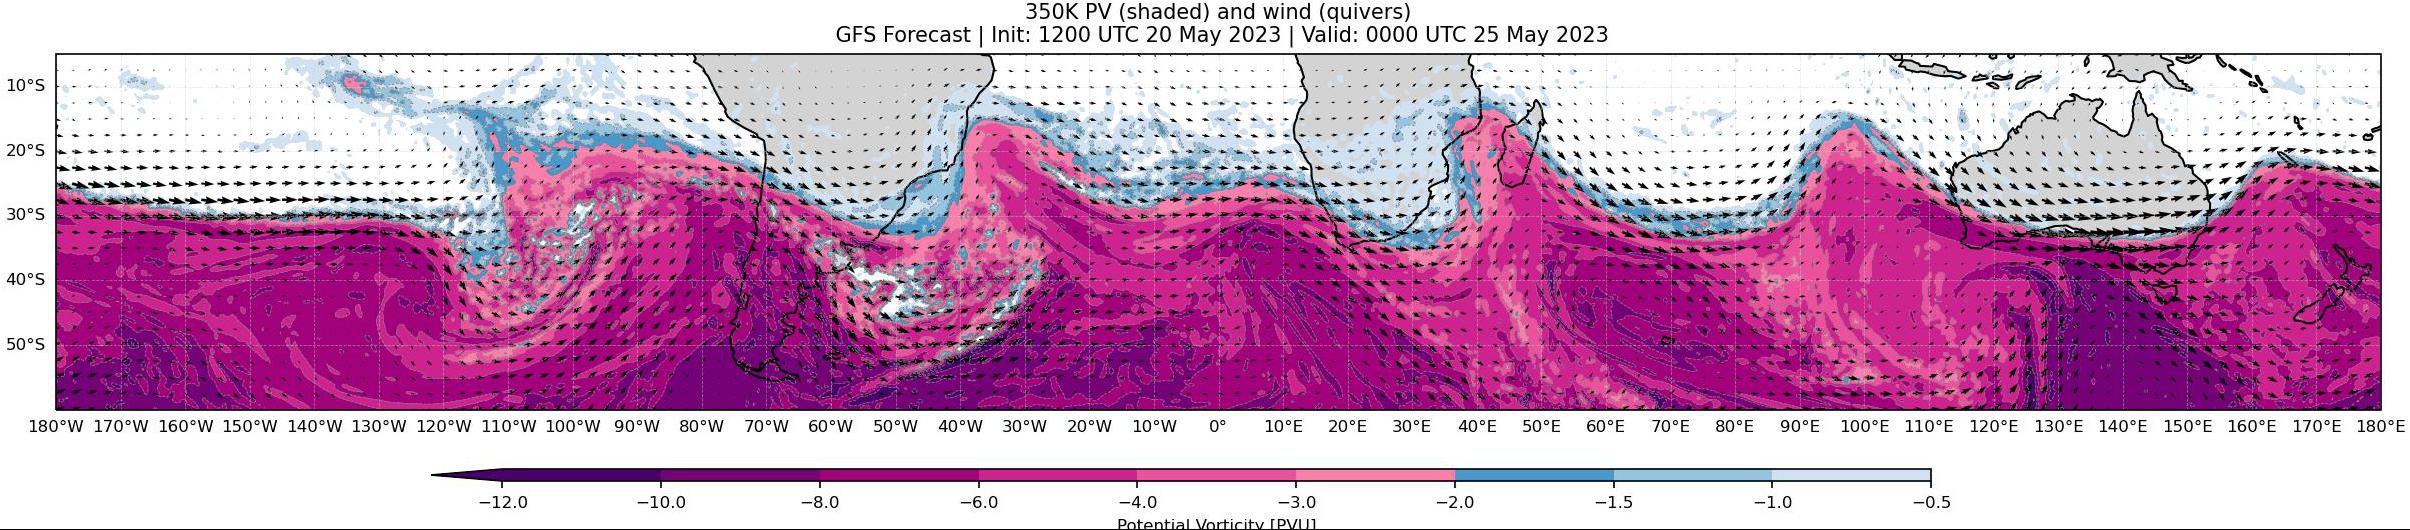 350K PV (shaded) and wind (quivers)
GFS Forecast | Init: 1200 UTC 20 May 2023 | Valid: 0000 UTC 25 May 2023
10°S
20°S
30°S
40°S
50°S
180°W 170°W 160°W 150°W 140°W 130°W 120°W 110°W 100°W 90°W 80°W 70°W 60°W 50°W 40°W 30°W 20°W 10°W 0° 10°E 20°E 30°E 40°E 50°E 60°E 70°E 80°E 90°E 100°E 110°E 120°E 130°E 140°E 150°E 160°E 170°E 180°E
−12.0 −10.0 −8.0 −6.0 −4.0 −3.0 −2.0 −1.5 −1.0 −0.5
Potential Vorticity [PVU]